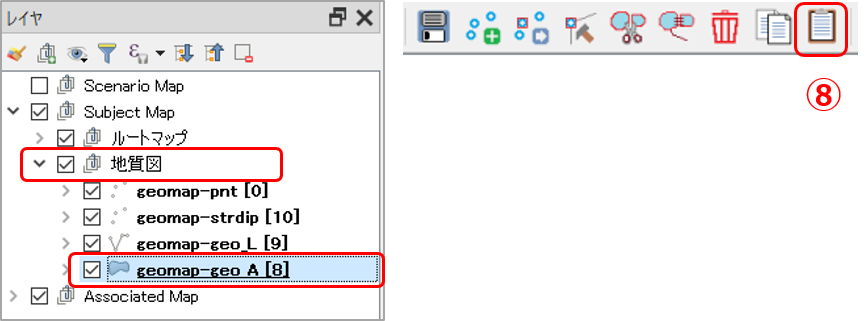 レイヤ
Scenario Map
Subject Map
ルートマップ
地質図
geomap-pnt [0]
geomap-strdip [10]
geomap-geo_L [9]
geomap-geo_A [8]
Associated Map
⑧